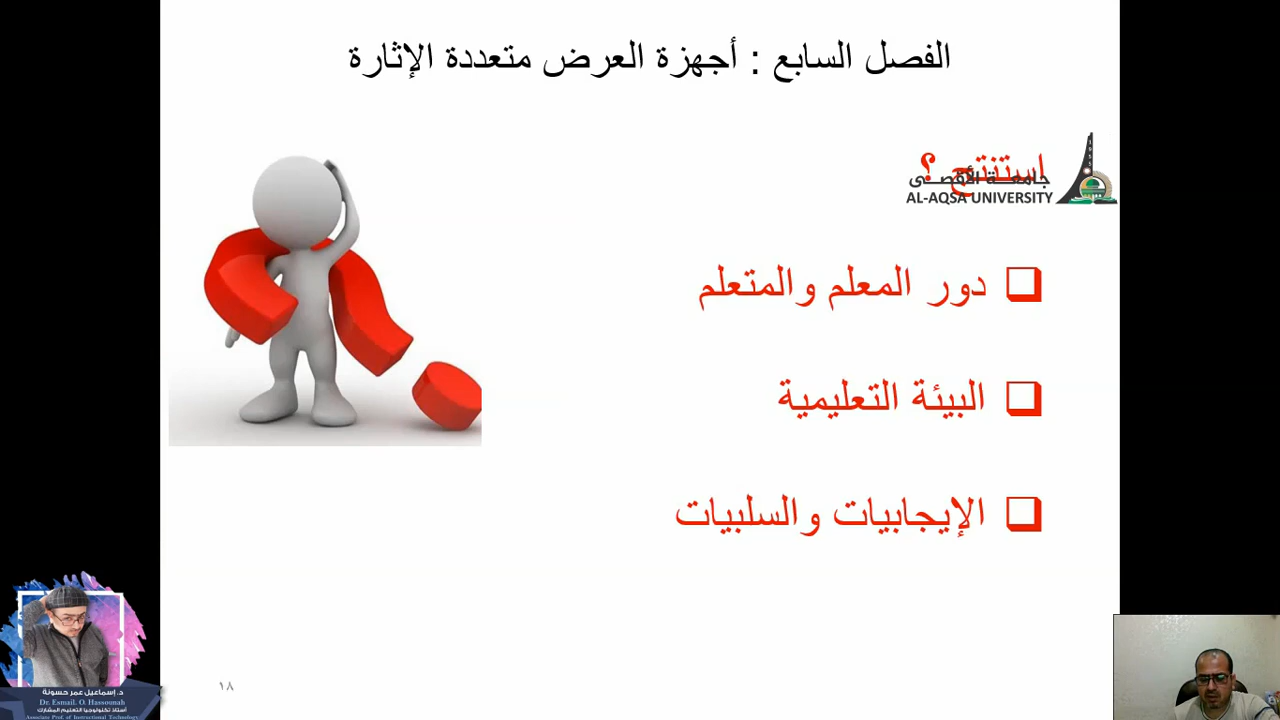 الفصل السابع : أجهزة العرض متعددة الإثارة
استنتج ؟
جامعة الأقصى
AL-AQSA UNIVERSITY
دور المعلم والمتعلم
البيئة التعليمية
الإيجابيات والسلبيات
١٨
د. إسماعيل عمر حسونة
Dr. Esmail. O. Hassounah
أستاذ تكنولوجيا التعليم المشارك
Associate Prof. of Instructional Technology